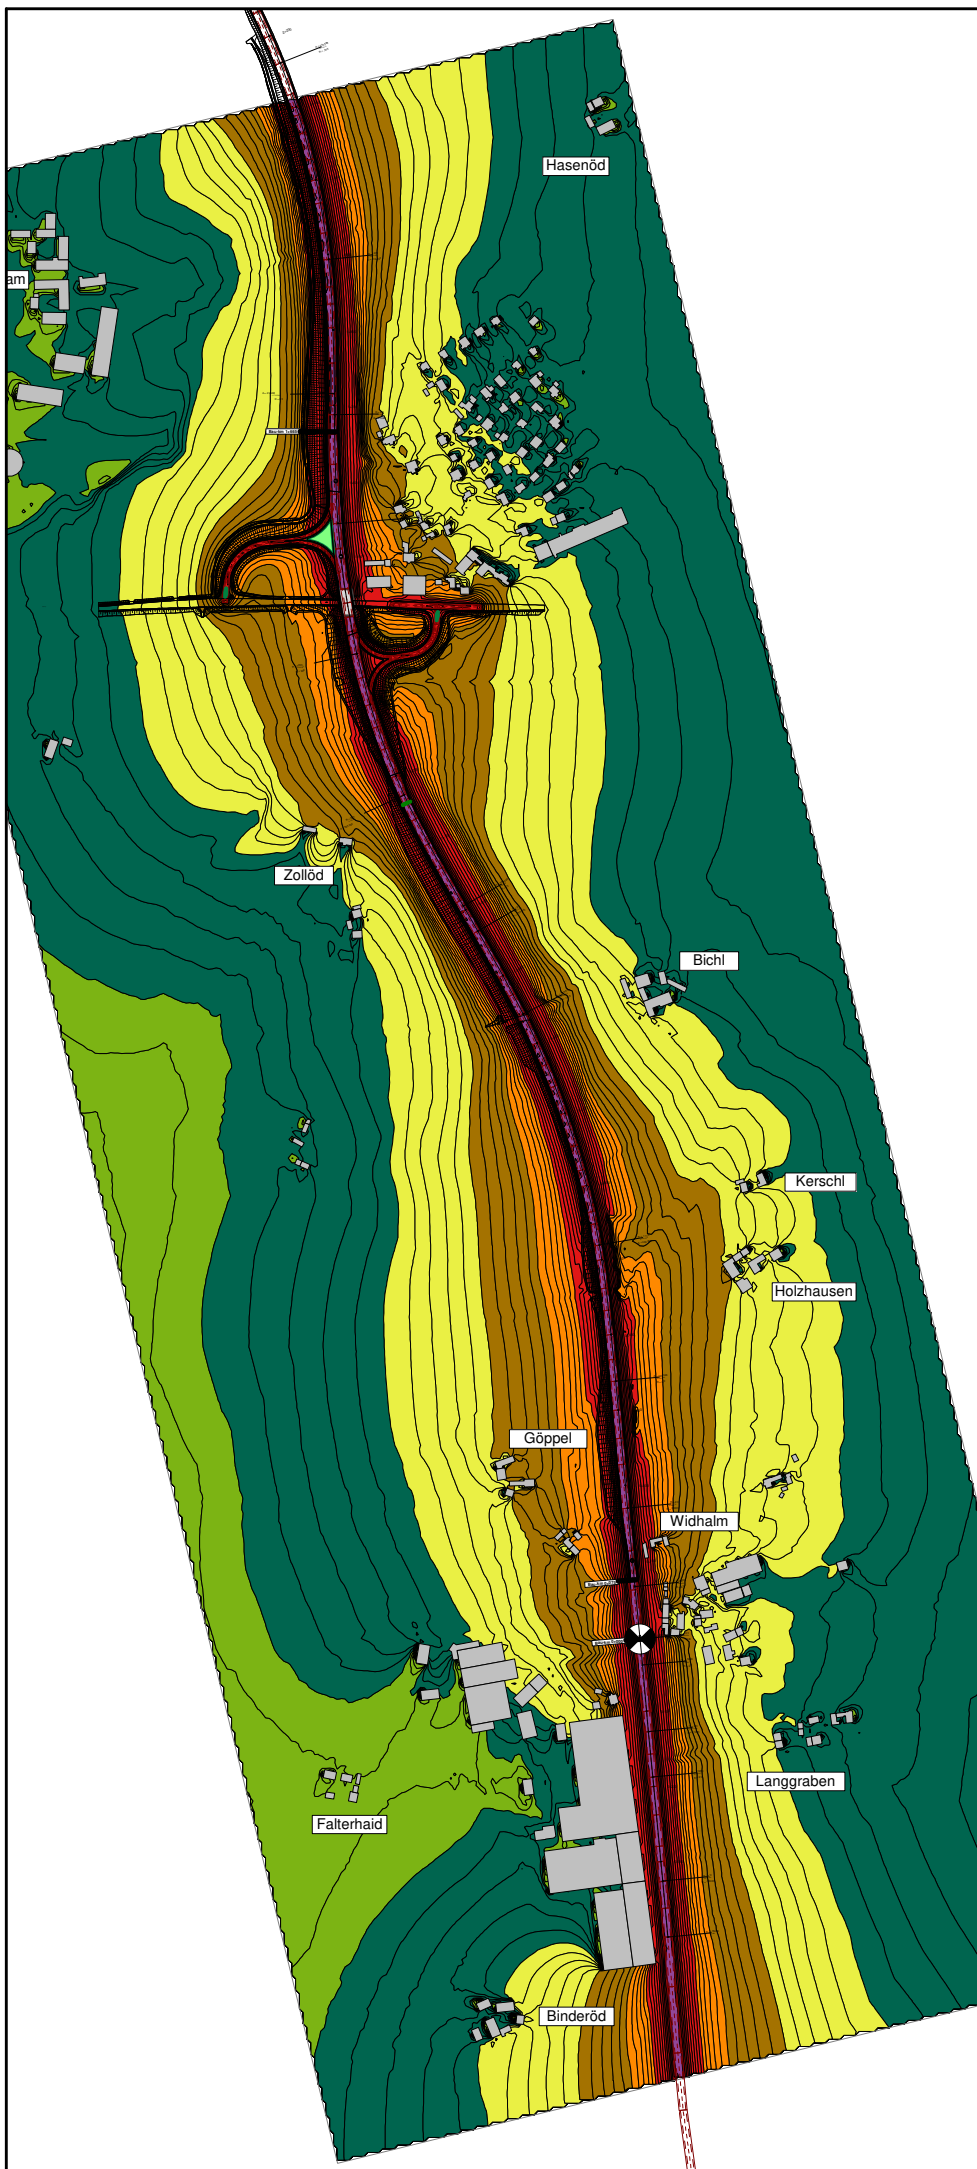 Hasenöd
am
Zollöd
Bichl
Kerschl
Holzhausen
Göppel
Widhalm
Langgraben
Falterhaid
Binderöd